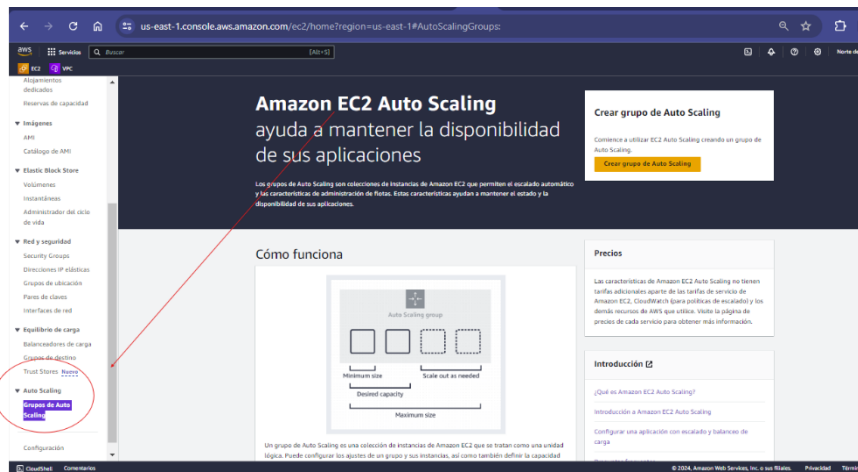 us-east-1.console.aws.amazon.com/ec2/home?region=us-east-1#AutoScalingGroups:
aws
Servicios
Buscar
[Alt+S]
Norte de
EC2
VPC
Alojamientos
dedicados
Reservas de capacidad
Imágenes
AMI
Catálogo de AMI
Elastic Block Store
Volúmenes
Instantáneas
Administrador del ciclo
de vida
Red y seguridad
Security Groups
Direcciones IP elásticas
Grupos de ubicación
Pares de claves
Interfaces de red
Equilibrio de carga
Balanceadores de carga
Grupos de destino
Trust Stores Nuevo
Auto Scaling
Grupos de Auto
Scaling
Configuración
Amazon EC2 Auto Scaling
ayuda a mantener la disponibilidad
de sus aplicaciones
Los grupos de Auto Scaling son colecciones de instancias de Amazon EC2 que permiten el escalado automático
y las características de administración de flotas. Estas características ayudan a mantener el estado y la
disponibilidad de sus aplicaciones.
Crear grupo de Auto Scaling
Comience a utilizar EC2 Auto Scaling creando un grupo de
Auto Scaling.
Crear grupo de Auto Scaling
Cómo funciona
Auto Scaling group
Minimum size
Scale out as needed
Desired capacity
Maximum size
Un grupo de Auto Scaling es una colección de instancias de Amazon EC2 que se tratan como una unidad
lógica. Puede configurar los ajustes de un grupo y sus instancias, así como también definir la capacidad
Precios
Las características de Amazon EC2 Auto Scaling no tienen
tarifas adicionales aparte de las tarifas de servicio de
Amazon EC2, CloudWatch (para políticas de escalado) y los
demás recursos de AWS que utilice. Visite la página de
precios de cada servicio para obtener más información.
Introducción
¿Qué es Amazon EC2 Auto Scaling?
Introducción a Amazon EC2 Auto Scaling
Configurar una aplicación con escalado y balanceo de
carga
CloudShell
Comentarios
© 2024, Amazon Web Services, Inc. o sus filiales.
Privacidad
Térmi